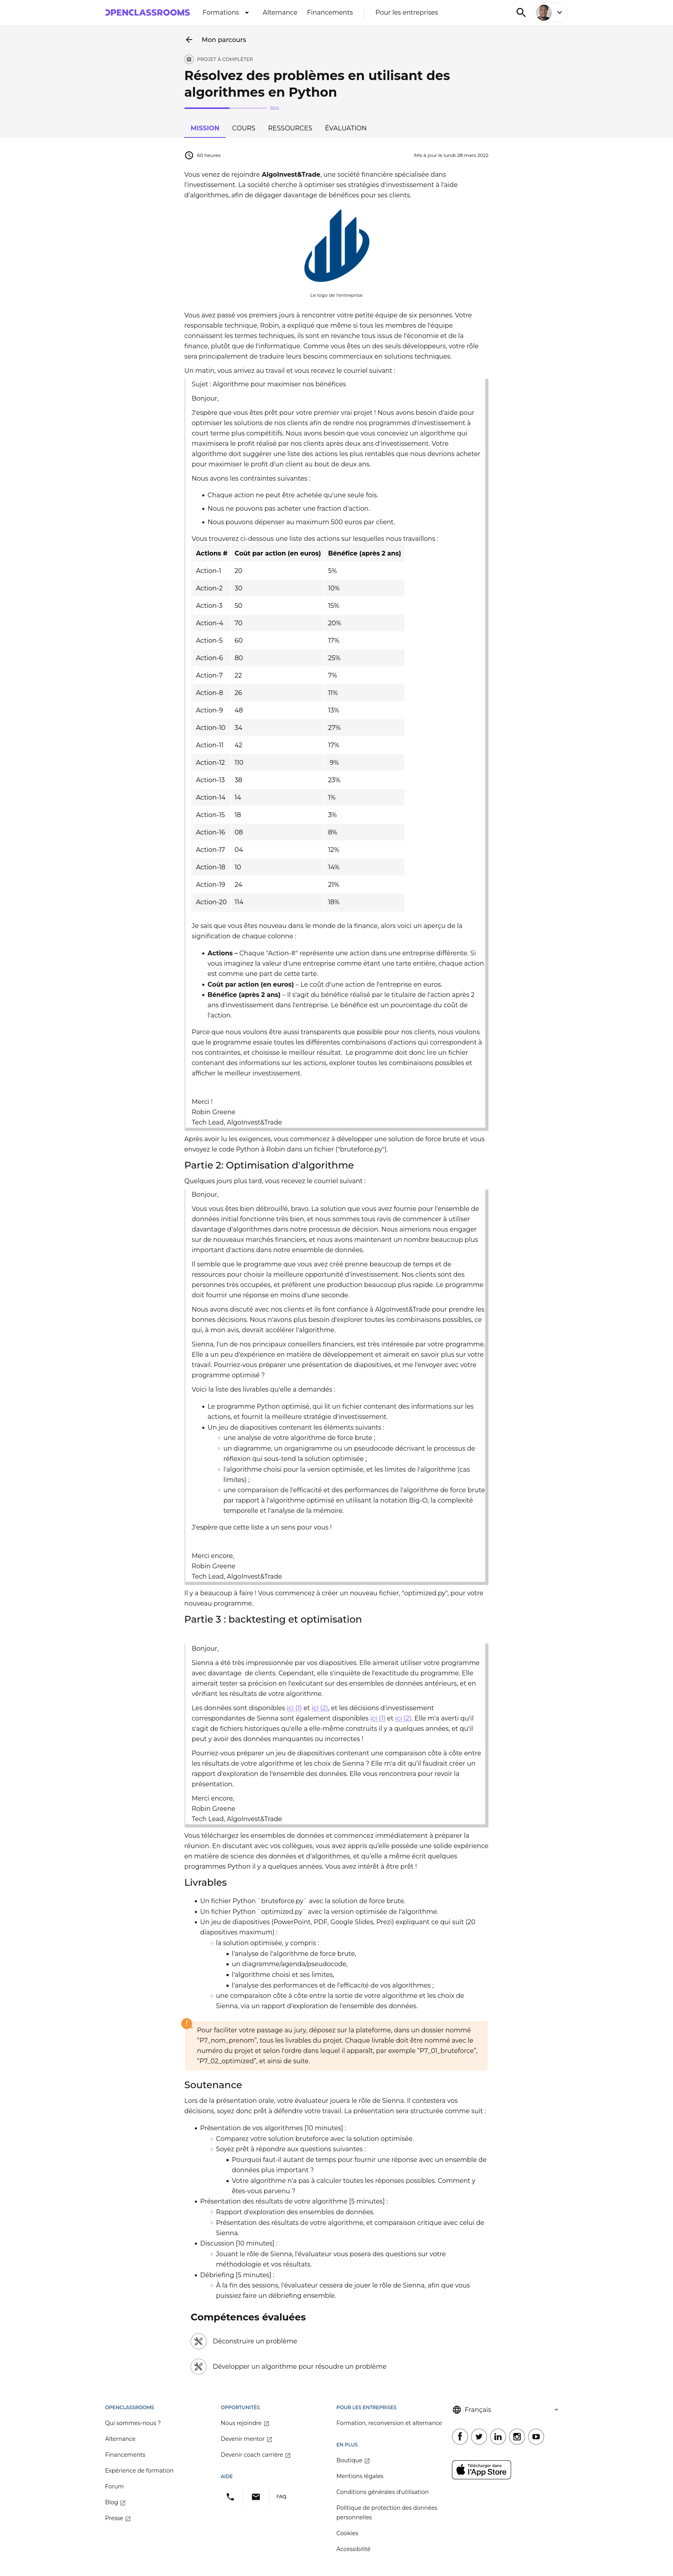 OPENCLASSROOMS
Formations
Alternance
Financements
Pour les entreprises
Mon parcours
PROJET À COMPLÉTER
Résolvez des problèmes en utilisant des
algorithmes en Python
MISSION
COURS
RESSOURCES
ÉVALUATION
60 heures
Mis à jour le lundi 28 mars 2022
Vous venez de rejoindre AlgoInvest&Trade, une société financière spécialisée dans
l'investissement. La société cherche à optimiser ses stratégies d'investissement à l'aide
d'algorithmes, afin de dégager davantage de bénéfices pour ses clients.
Le logo de l'entreprise
Vous avez passé vos premiers jours à rencontrer votre petite équipe de six personnes. Votre
responsable technique, Robin, a expliqué que même si tous les membres de l'équipe
connaissent les termes techniques, ils sont en revanche tous issus de l'économie et de la
finance, plutôt que de l'informatique. Comme vous êtes un des seuls développeurs, votre rôle
sera principalement de traduire leurs besoins commerciaux en solutions techniques.
Un matin, vous arrivez au travail et vous recevez le courriel suivant :
Sujet : Algorithme pour maximiser nos bénéfices
Bonjour,
J'espère que vous êtes prêt pour votre premier vrai projet ! Nous avons besoin d'aide pour
optimiser les solutions de nos clients afin de rendre nos programmes d'investissement à
court terme plus compétitifs. Nous avons besoin que vous conceviez un algorithme qui
maximisera le profit réalisé par nos clients après deux ans d'investissement. Votre
algorithme doit suggérer une liste des actions les plus rentables que nous devrions acheter
pour maximiser le profit d'un client au bout de deux ans.
Nous avons les contraintes suivantes :
Chaque action ne peut être achetée qu'une seule fois.
Nous ne pouvons pas acheter une fraction d'action.
Nous pouvons dépenser au maximum 500 euros par client.
Vous trouverez ci-dessous une liste des actions sur lesquelles nous travaillons :
Actions # Coût par action (en euros) Bénéfice (après 2 ans)
Action-1 20 5%
Action-2 30 10%
Action-3 50 15%
Action-4 70 20%
Action-5 60 17%
Action-6 80 25%
Action-7 22 7%
Action-8 26 11%
Action-9 48 13%
Action-10 34 27%
Action-11 42 17%
Action-12 110 9%
Action-13 38 23%
Action-14 14 1%
Action-15 18 3%
Action-16 08 8%
Action-17 04 12%
Action-18 10 14%
Action-19 24 21%
Action-20 114 18%
Je sais que vous êtes nouveau dans le monde de la finance, alors voici un aperçu de la
signification de chaque colonne :
Actions – Chaque "Action-#" représente une action dans une entreprise différente. Si
vous imaginez la valeur d'une entreprise comme étant une tarte entière, chaque action
est comme une part de cette tarte.
Coût par action (en euros) – Le coût d'une action de l'entreprise en euros.
Bénéfice (après 2 ans) – Il s'agit du bénéfice réalisé par le titulaire de l'action après 2
ans d'investissement dans l'entreprise. Le bénéfice est un pourcentage du coût de
l'action.
Parce que nous voulons être aussi transparents que possible pour nos clients, nous voulons
que le programme essaie toutes les différentes combinaisons d'actions qui correspondent à
nos contraintes, et choisisse le meilleur résultat. Le programme doit donc lire un fichier
contenant des informations sur les actions, explorer toutes les combinaisons possibles et
afficher le meilleur investissement.
Merci !
Robin Greene
Tech Lead, AlgoInvest&Trade
Après avoir lu les exigences, vous commencez à développer une solution de force brute et vous
envoyez le code Python à Robin dans un fichier ("bruteforce.py").
Partie 2: Optimisation d'algorithme
Quelques jours plus tard, vous recevez le courriel suivant :
Bonjour,
Vous vous êtes bien débrouillé, bravo. La solution que vous avez fournie pour l'ensemble de
données initial fonctionne très bien, et nous sommes tous ravis de commencer à utiliser
davantage d'algorithmes dans notre processus de décision. Nous aimerions nous engager
sur de nouveaux marchés financiers, et nous avons maintenant un nombre beaucoup plus
important d'actions dans notre ensemble de données.
Il semble que le programme que vous avez créé prenne beaucoup de temps et de
ressources pour choisir la meilleure opportunité d'investissement. Nos clients sont des
personnes très occupées, et préfèrent une production beaucoup plus rapide. Le programme
doit fournir une réponse en moins d'une seconde.
Nous avons discuté avec nos clients et ils font confiance à AlgoInvest&Trade pour prendre les
bonnes décisions. Nous n'avons plus besoin d'explorer toutes les combinaisons possibles, ce
qui, à mon avis, devrait accélérer l'algorithme.
Sienna, l'un de nos principaux conseillers financiers, est très intéressée par votre programme.
Elle a un peu d'expérience en matière de développement et aimerait en savoir plus sur votre
travail. Pourriez-vous préparer une présentation de diapositives, et me l'envoyer avec votre
programme optimisé ?
Voici la liste des livrables qu'elle a demandés :
Le programme Python optimisé, qui lit un fichier contenant des informations sur les
actions, et fournit la meilleure stratégie d'investissement.
Un jeu de diapositives contenant les éléments suivants :
une analyse de votre algorithme de force brute ;
un diagramme, un organigramme ou un pseudocode décrivant le processus de
réflexion qui sous-tend la solution optimisée ;
l'algorithme choisi pour la version optimisée, et les limites de l'algorithme (cas
limites) ;
une comparaison de l'efficacité et des performances de l'algorithme de force brute
par rapport à l'algorithme optimisé en utilisant la notation Big-O, la complexité
temporelle et l'analyse de la mémoire.
J'espère que cette liste a un sens pour vous !
Merci encore,
Robin Greene
Tech Lead, AlgoInvest&Trade
Il y a beaucoup à faire ! Vous commencez à créer un nouveau fichier, "optimized.py", pour votre
nouveau programme.
Partie 3 : backtesting et optimisation
Bonjour,
Sienna a été très impressionnée par vos diapositives. Elle aimerait utiliser votre programme
avec davantage de clients. Cependant, elle s'inquiète de l'exactitude du programme. Elle
aimerait tester sa précision en l'exécutant sur des ensembles de données antérieurs, et en
vérifiant les résultats de votre algorithme.
Les données sont disponibles ici (1) et ici (2), et les décisions d'investissement
correspondantes de Sienna sont également disponibles ici (1) et ici (2). Elle m'a averti qu'il
s'agit de fichiers historiques qu'elle a elle-même construits il y a quelques années, et qu'il
peut y avoir des données manquantes ou incorrectes !
Pourriez-vous préparer un jeu de diapositives contenant une comparaison côte à côte entre
les résultats de votre algorithme et les choix de Sienna ? Elle m'a dit qu'il faudrait créer un
rapport d'exploration de l'ensemble des données. Elle vous rencontrera pour revoir la
présentation.
Merci encore,
Robin Greene
Tech Lead, AlgoInvest&Trade
Vous téléchargez les ensembles de données et commencez immédiatement à préparer la
réunion. En discutant avec vos collègues, vous avez appris qu'elle possède une solide expérience
en matière de science des données et d'algorithmes, et qu'elle a même écrit quelques
programmes Python il y a quelques années. Vous avez intérêt à être prêt !
Livrables
Un fichier Python `bruteforce.py` avec la solution de force brute.
Un fichier Python `optimized.py` avec la version optimisée de l'algorithme.
Un jeu de diapositives (PowerPoint, PDF, Google Slides, Prezi) expliquant ce qui suit (20
diapositives maximum) :
la solution optimisée, y compris :
l'analyse de l'algorithme de force brute,
un diagramme/agenda/pseudocode,
l'algorithme choisi et ses limites,
l'analyse des performances et de l'efficacité de vos algorithmes ;
une comparaison côte à côte entre la sortie de votre algorithme et les choix de
Sienna, via un rapport d'exploration de l'ensemble des données.
Pour faciliter votre passage au jury, déposez sur la plateforme, dans un dossier nommé
"P7_nom_prenom", tous les livrables du projet. Chaque livrable doit être nommé avec le
numéro du projet et selon l'ordre dans lequel il apparaît, par exemple "P7_01_bruteforce",
"P7_02_optimized", et ainsi de suite.
Soutenance
Lors de la présentation orale, votre évaluateur jouera le rôle de Sienna. Il contestera vos
décisions, soyez donc prêt à défendre votre travail. La présentation sera structurée comme suit :
Présentation de vos algorithmes [10 minutes] :
Comparez votre solution bruteforce avec la solution optimisée.
Soyez prêt à répondre aux questions suivantes :
Pourquoi faut-il autant de temps pour fournir une réponse avec un ensemble de
données plus important ?
Votre algorithme n'a pas à calculer toutes les réponses possibles. Comment y
êtes-vous parvenu ?
Présentation des résultats de votre algorithme [5 minutes] :
Rapport d'exploration des ensembles de données.
Présentation des résultats de votre algorithme, et comparaison critique avec celui de
Sienna.
Discussion [10 minutes] :
Jouant le rôle de Sienna, l'évaluateur vous posera des questions sur votre
méthodologie et vos résultats.
Débriefing [5 minutes] :
À la fin des sessions, l'évaluateur cessera de jouer le rôle de Sienna, afin que vous
puissiez faire un débriefing ensemble.
Compétences évaluées
Déconstruire un problème
Développer un algorithme pour résoudre un problème
OPENCLASSROOMS
Qui sommes-nous ?
Alternance
Financements
Expérience de formation
Forum
Blog
Presse
OPPORTUNITÉS
Nous rejoindre
Devenir mentor
Devenir coach carrière
AIDE
FAQ
POUR LES ENTREPRISES
Formation, reconversion et alternance
EN PLUS
Boutique
Mentions légales
Conditions générales d'utilisation
Politique de protection des données
personnelles
Cookies
Accessibilité
Français
Télécharger dans
l'App Store